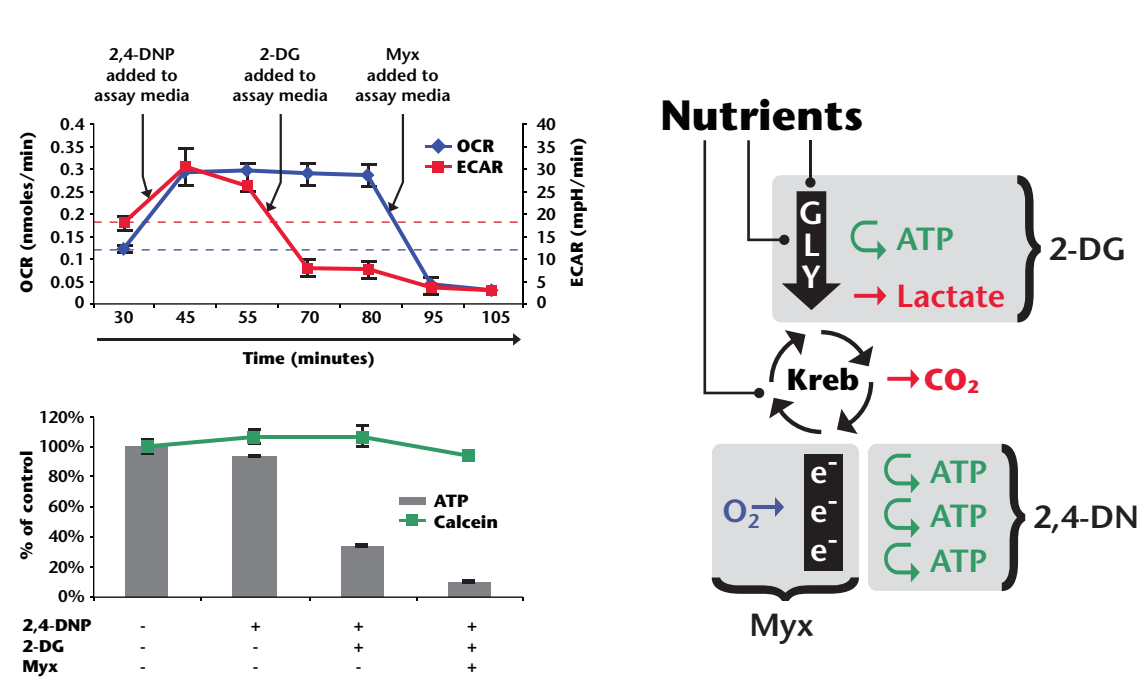 2,4-DNP
added to
assay media
2-DG
added to
assay media
Myx
added to
assay media
OCR (nmoles/min)
0.4
0.35
0.3
0.25
0.2
0.15
0.1
0.05
0
OCR
ECAR
40
35
30
25
20
15
10
5
0
ECAR (mpH/min)
30 45 55 70 80 95 105
Time (minutes)
% of control
120%
100%
80%
60%
40%
20%
0%
ATP
Calcein
2,4-DNP - + + +
2-DG - - + +
Myx - - - +
Nutrients
GLY
ATP
Lactate
2-DG
Kreb
CO₂
O₂
e⁻
e⁻
e⁻
ATP
ATP
ATP
2,4-DN
Myx